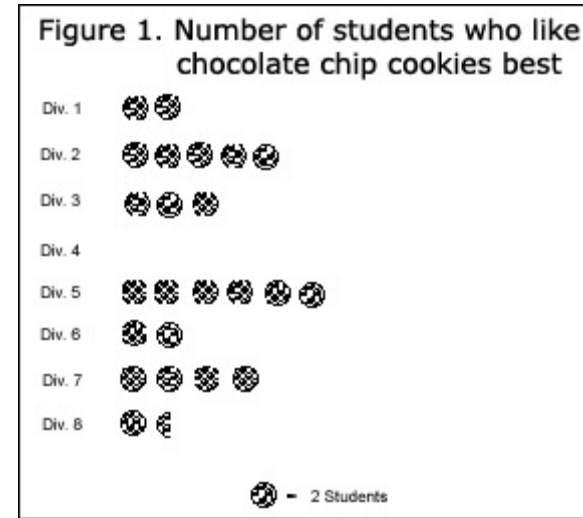 Figure 1. Number of students who like
chocolate chip cookies best
Div. 1
Div. 2
Div. 3
Div. 4
Div. 5
Div. 6
Div. 7
Div. 8
- 2 Students